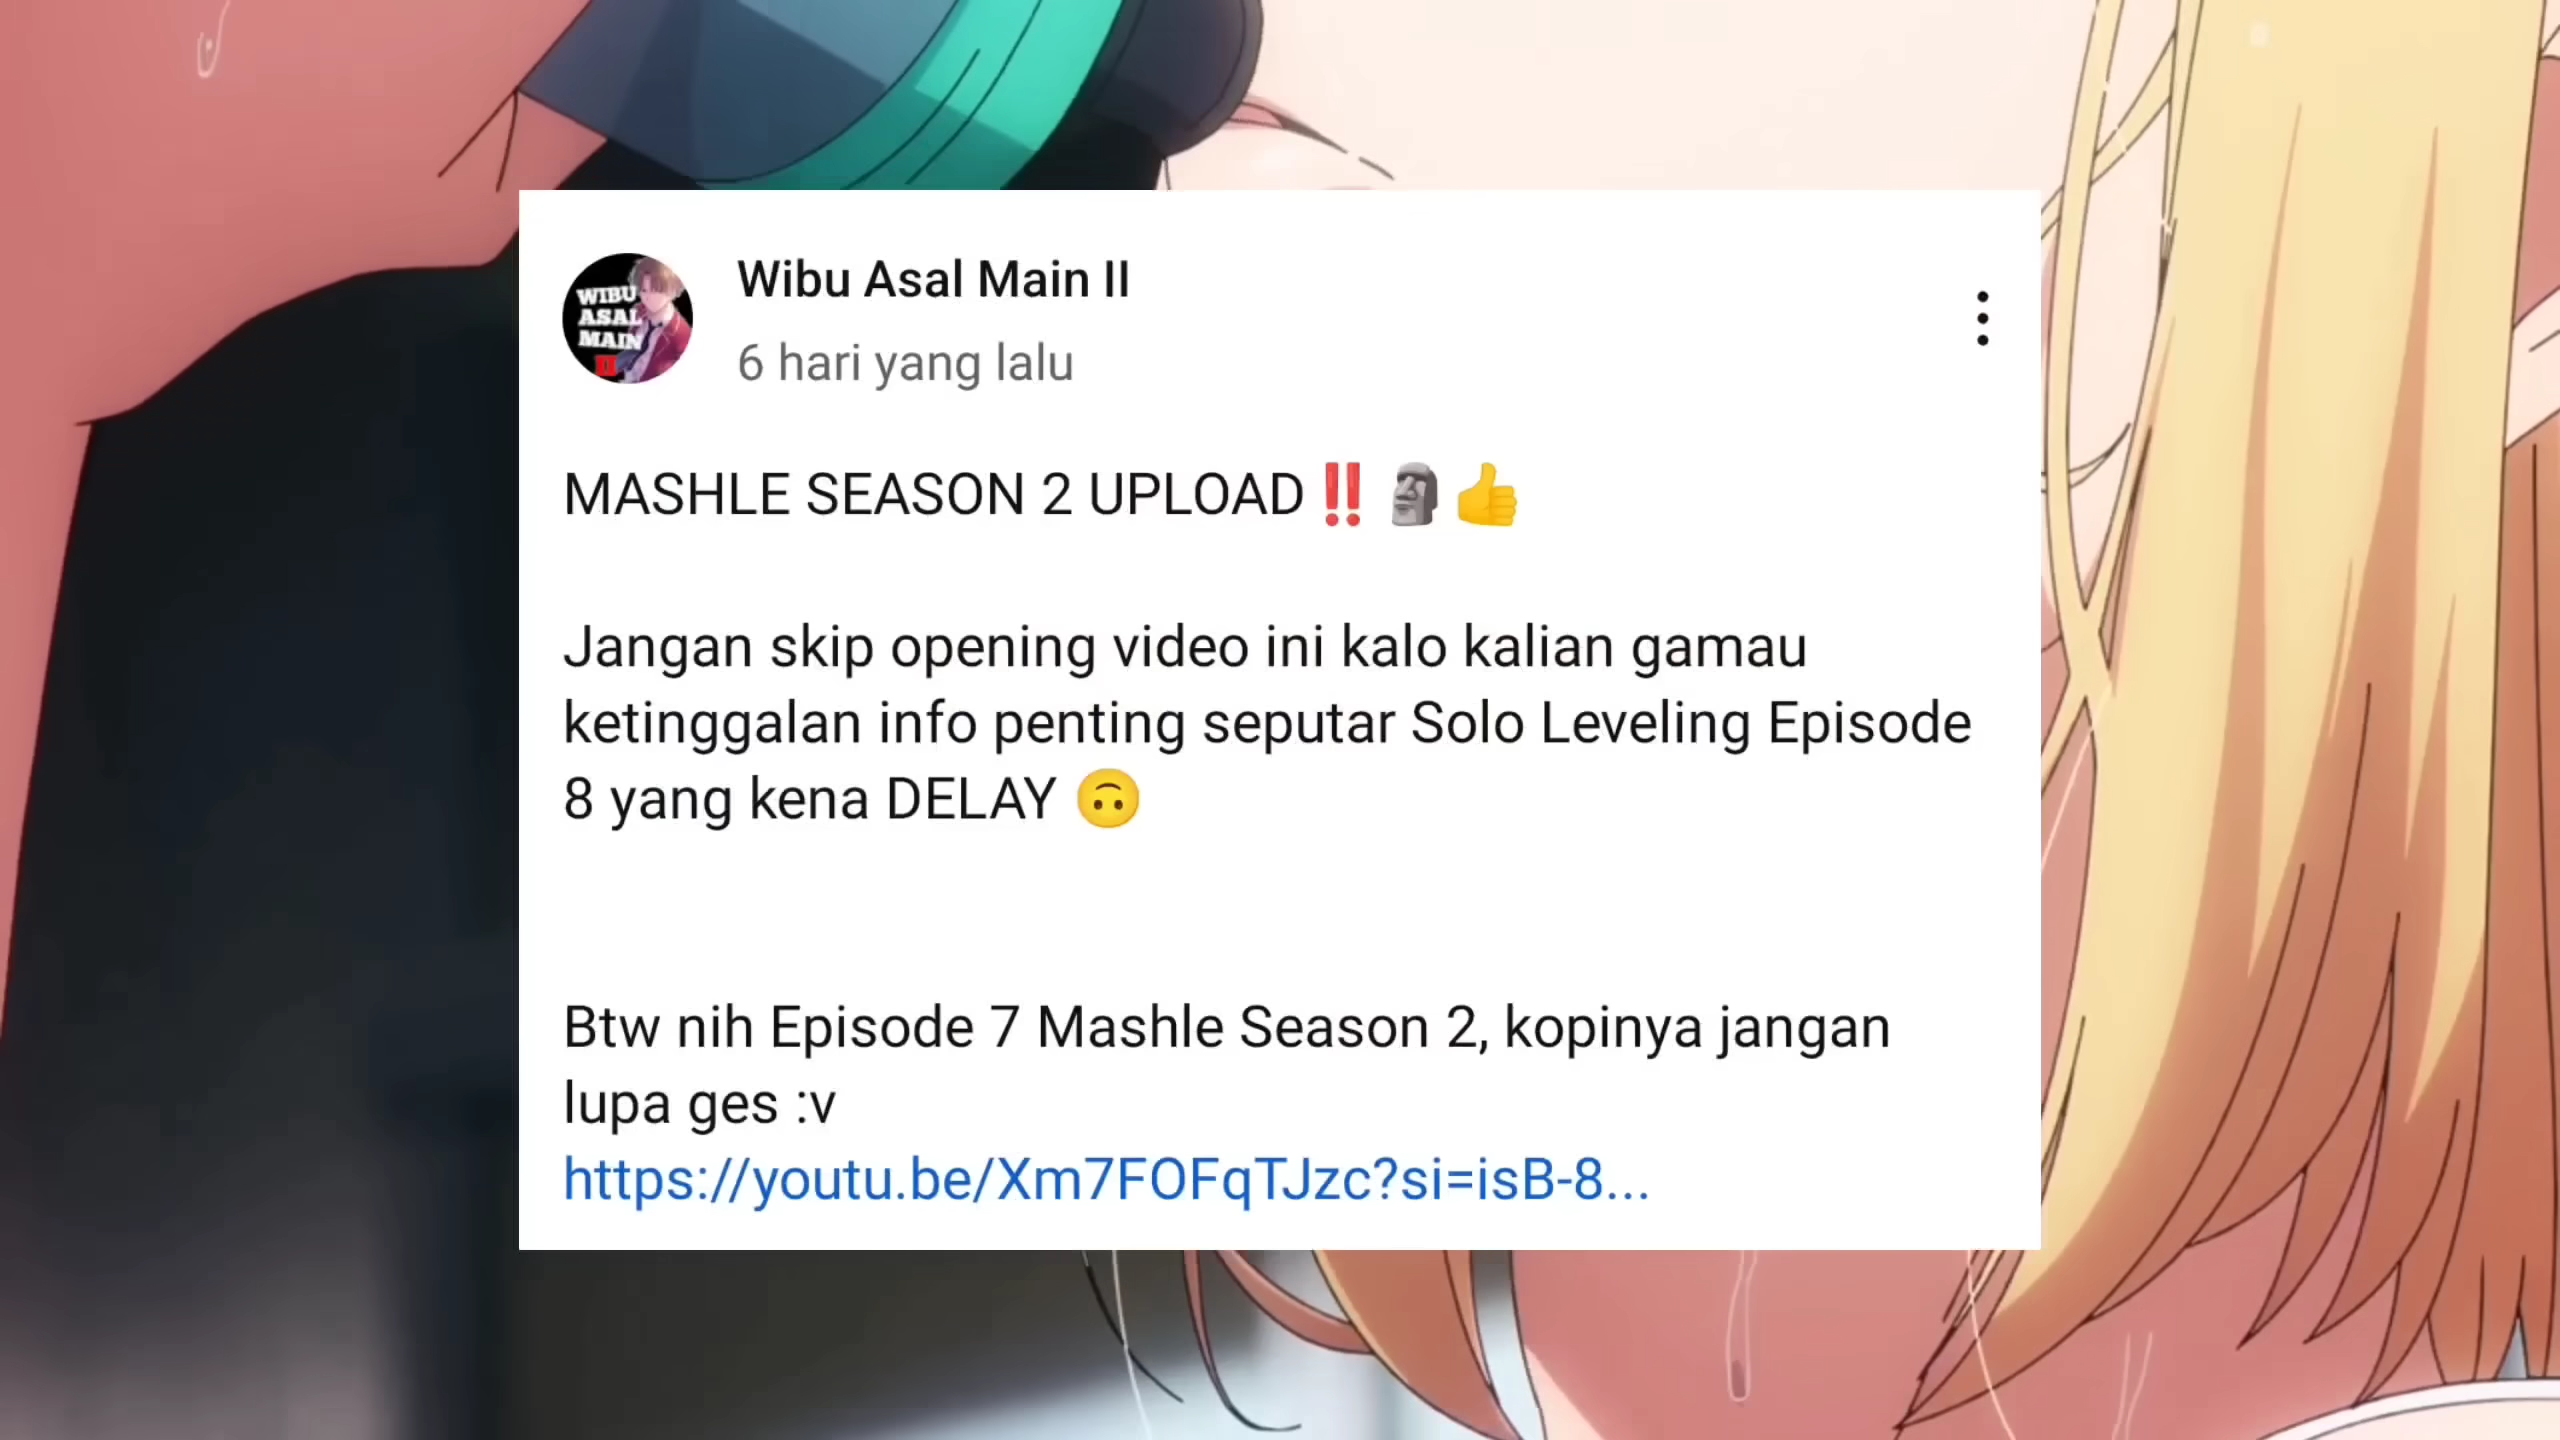 WIBU
ASAL
MAIN
II
Wibu Asal Main II
6 hari yang lalu
MASHLE SEASON 2 UPLOAD‼️🗿👍
Jangan skip opening video ini kalo kalian gamau
ketinggalan info penting seputar Solo Leveling Episode
8 yang kena DELAY 🙃
Btw nih Episode 7 Mashle Season 2, kopinya jangan
lupa ges :v
https://youtu.be/Xm7FOFqTJzc?si=isB-8...